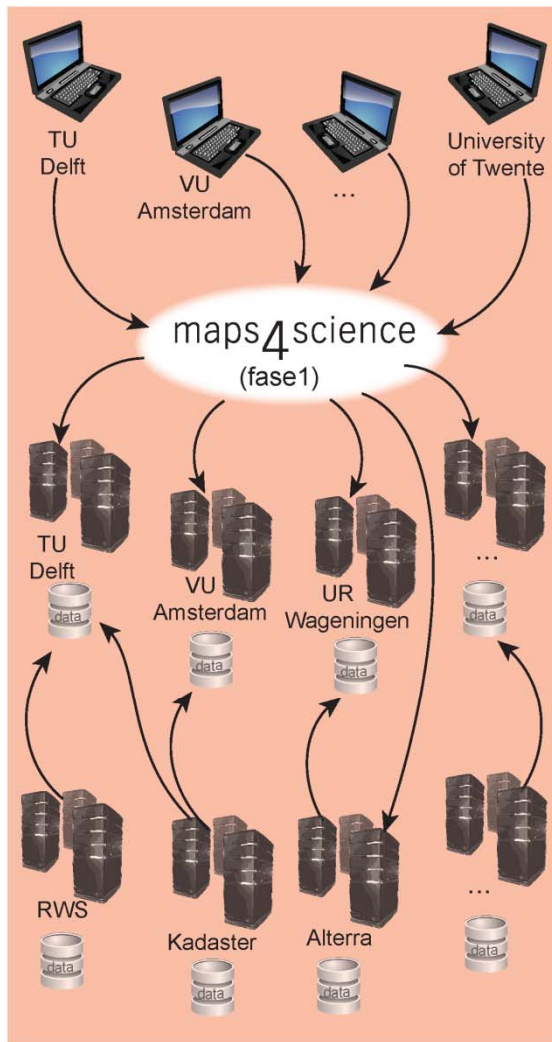 TU
Delft
VU
Amsterdam
...
University
of Twente
maps4science
(fase1)
TU
Delft
data
VU
Amsterdam
data
UR
Wageningen
data
...
data
RWS
data
Kadaster
data
Alterra
data
...
data